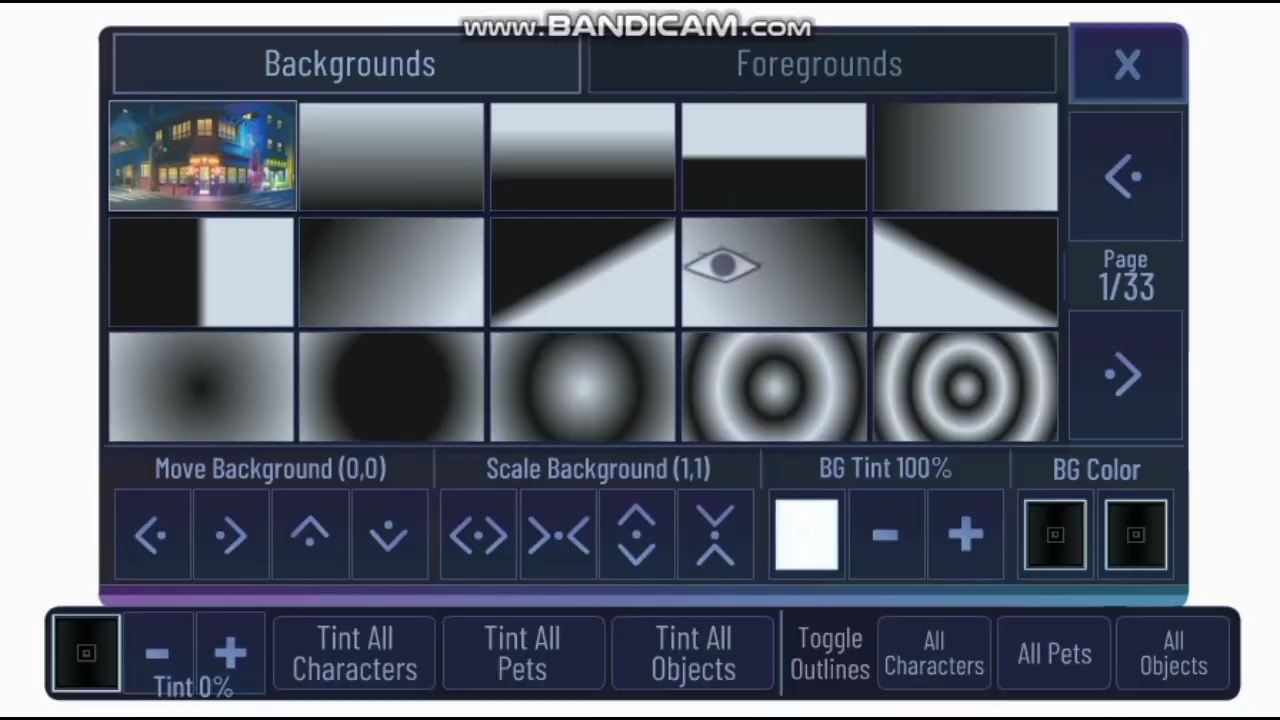 www.BANDICAM.com
Backgrounds
Foregrounds
X
Page
1/33
Move Background (0,0)
Scale Background (1,1)
BG Tint 100%
BG Color
Tint 0%
Tint All
Characters
Tint All
Pets
Tint All
Objects
Toggle
Outlines
All
Characters
All Pets
All
Objects